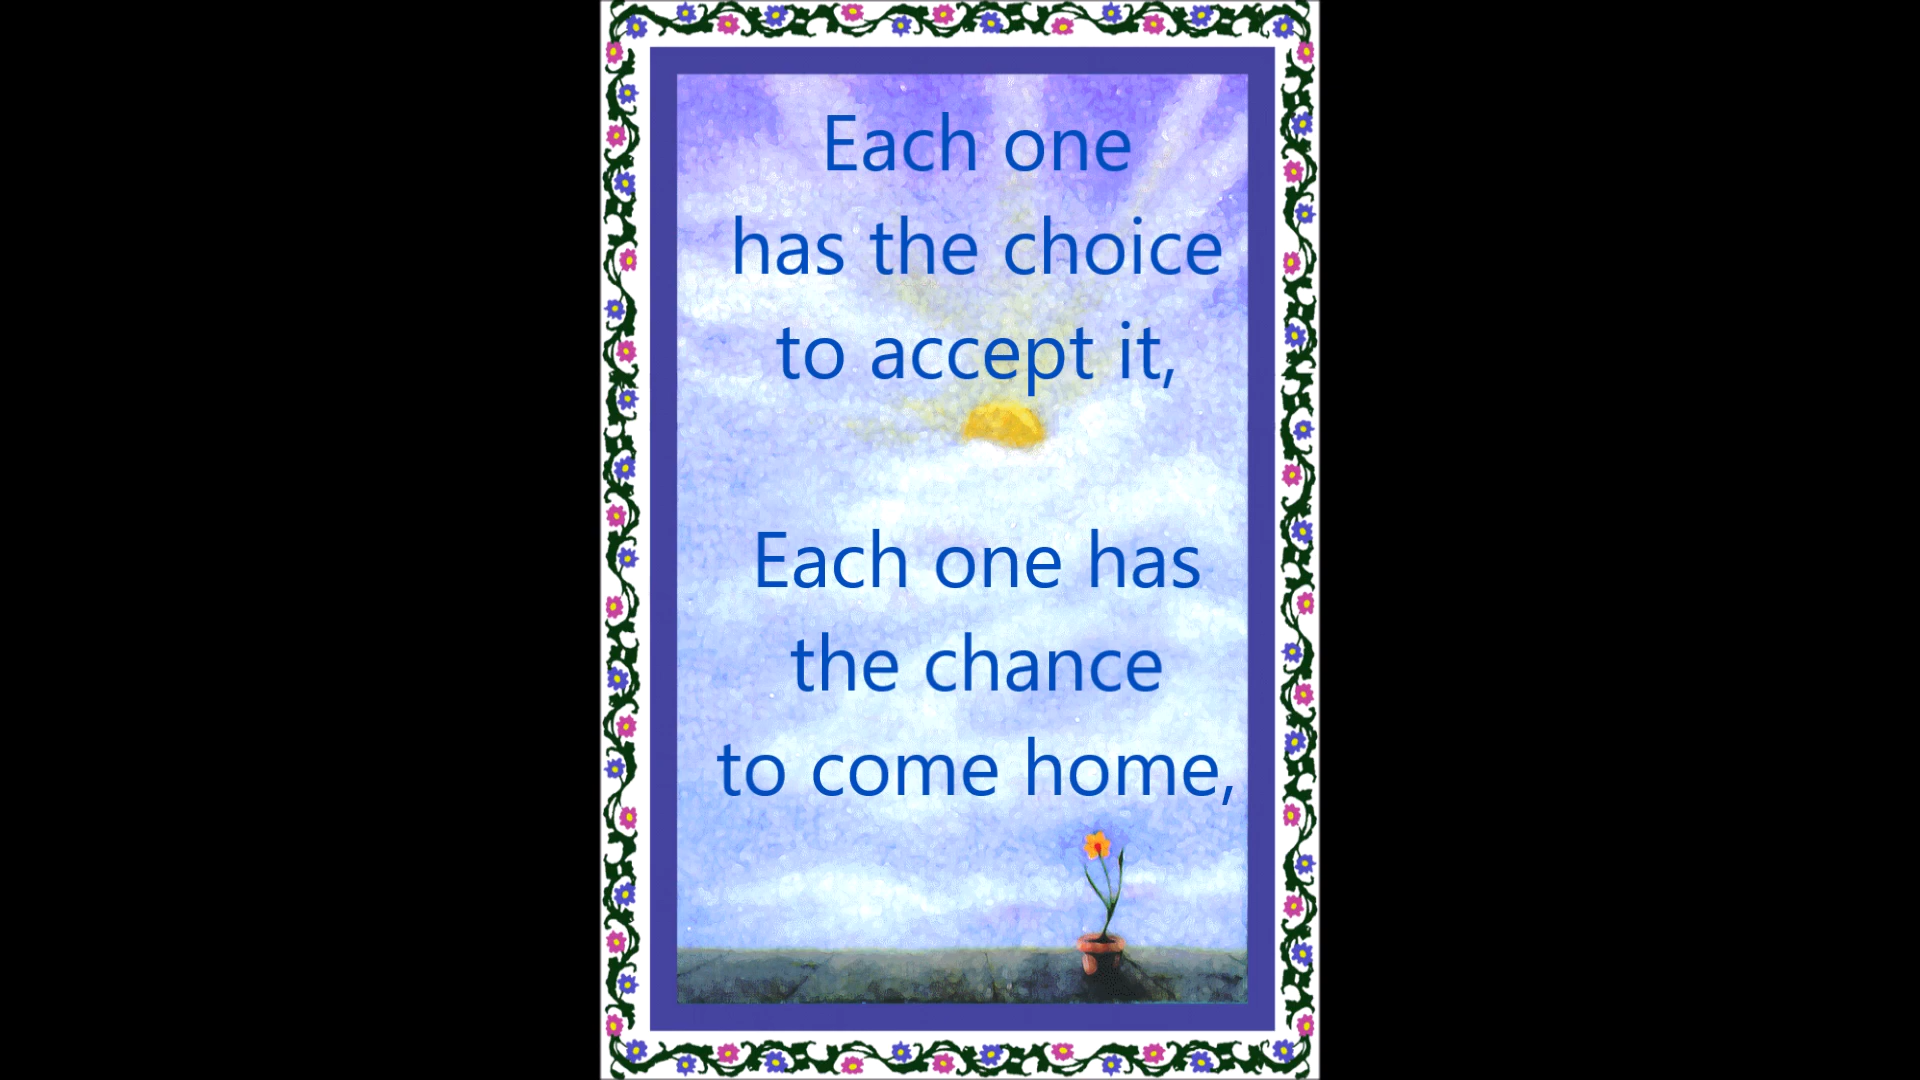 Each one
has the choice
to accept it,
Each one has
the chance
to come home,